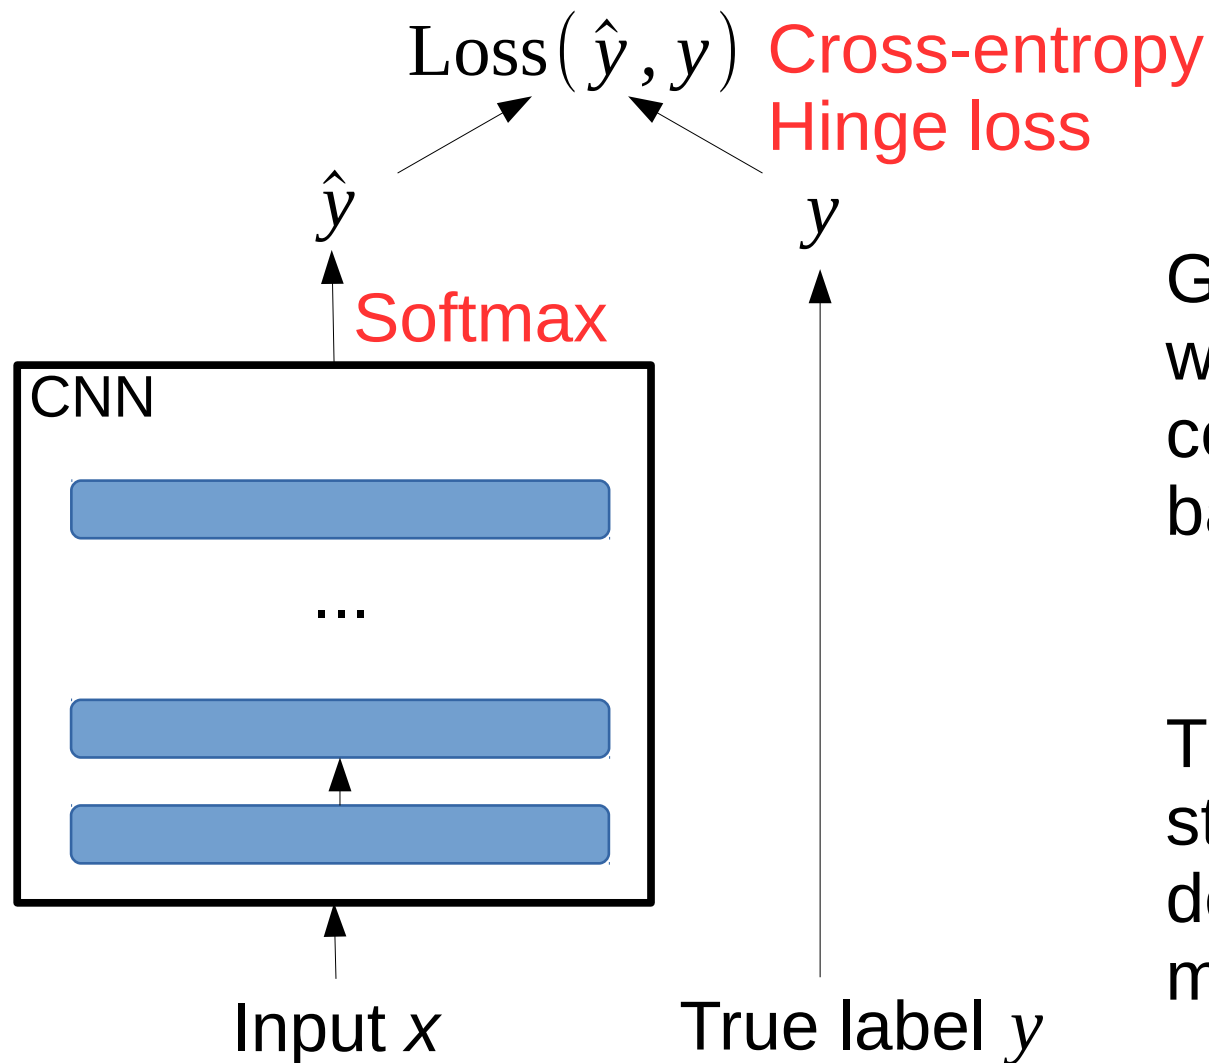 Loss(ŷ, y) Cross-entropy
Hinge loss
ŷ
y
Softmax
CNN
...
Input x
True label y